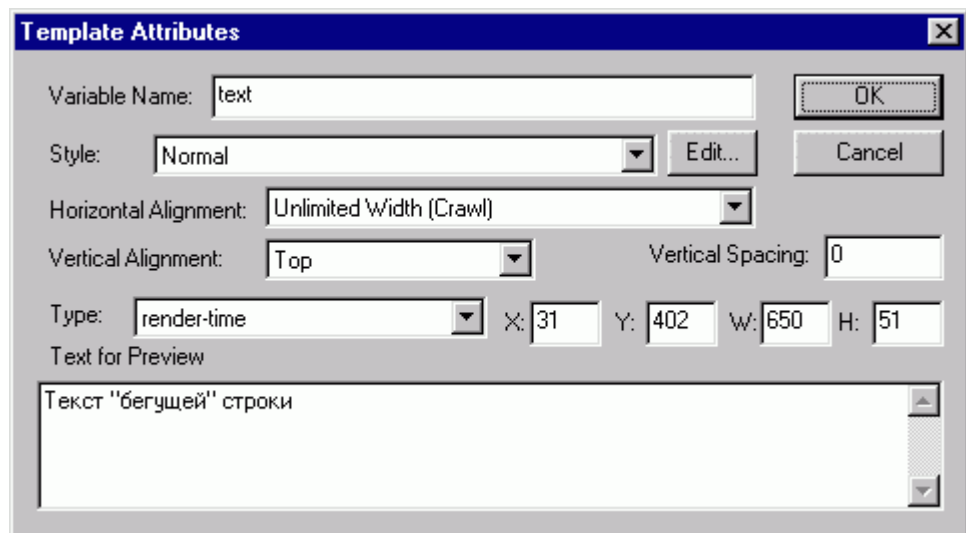 Template Attributes
Variable Name: text OK
Style: Normal Edit... Cancel
Horizontal Alignment: Unlimited Width (Crawl)
Vertical Alignment: Top Vertical Spacing: 0
Type: render-time X: 31 Y: 402 W: 650 H: 51
Text for Preview
Текст "бегущей" строки